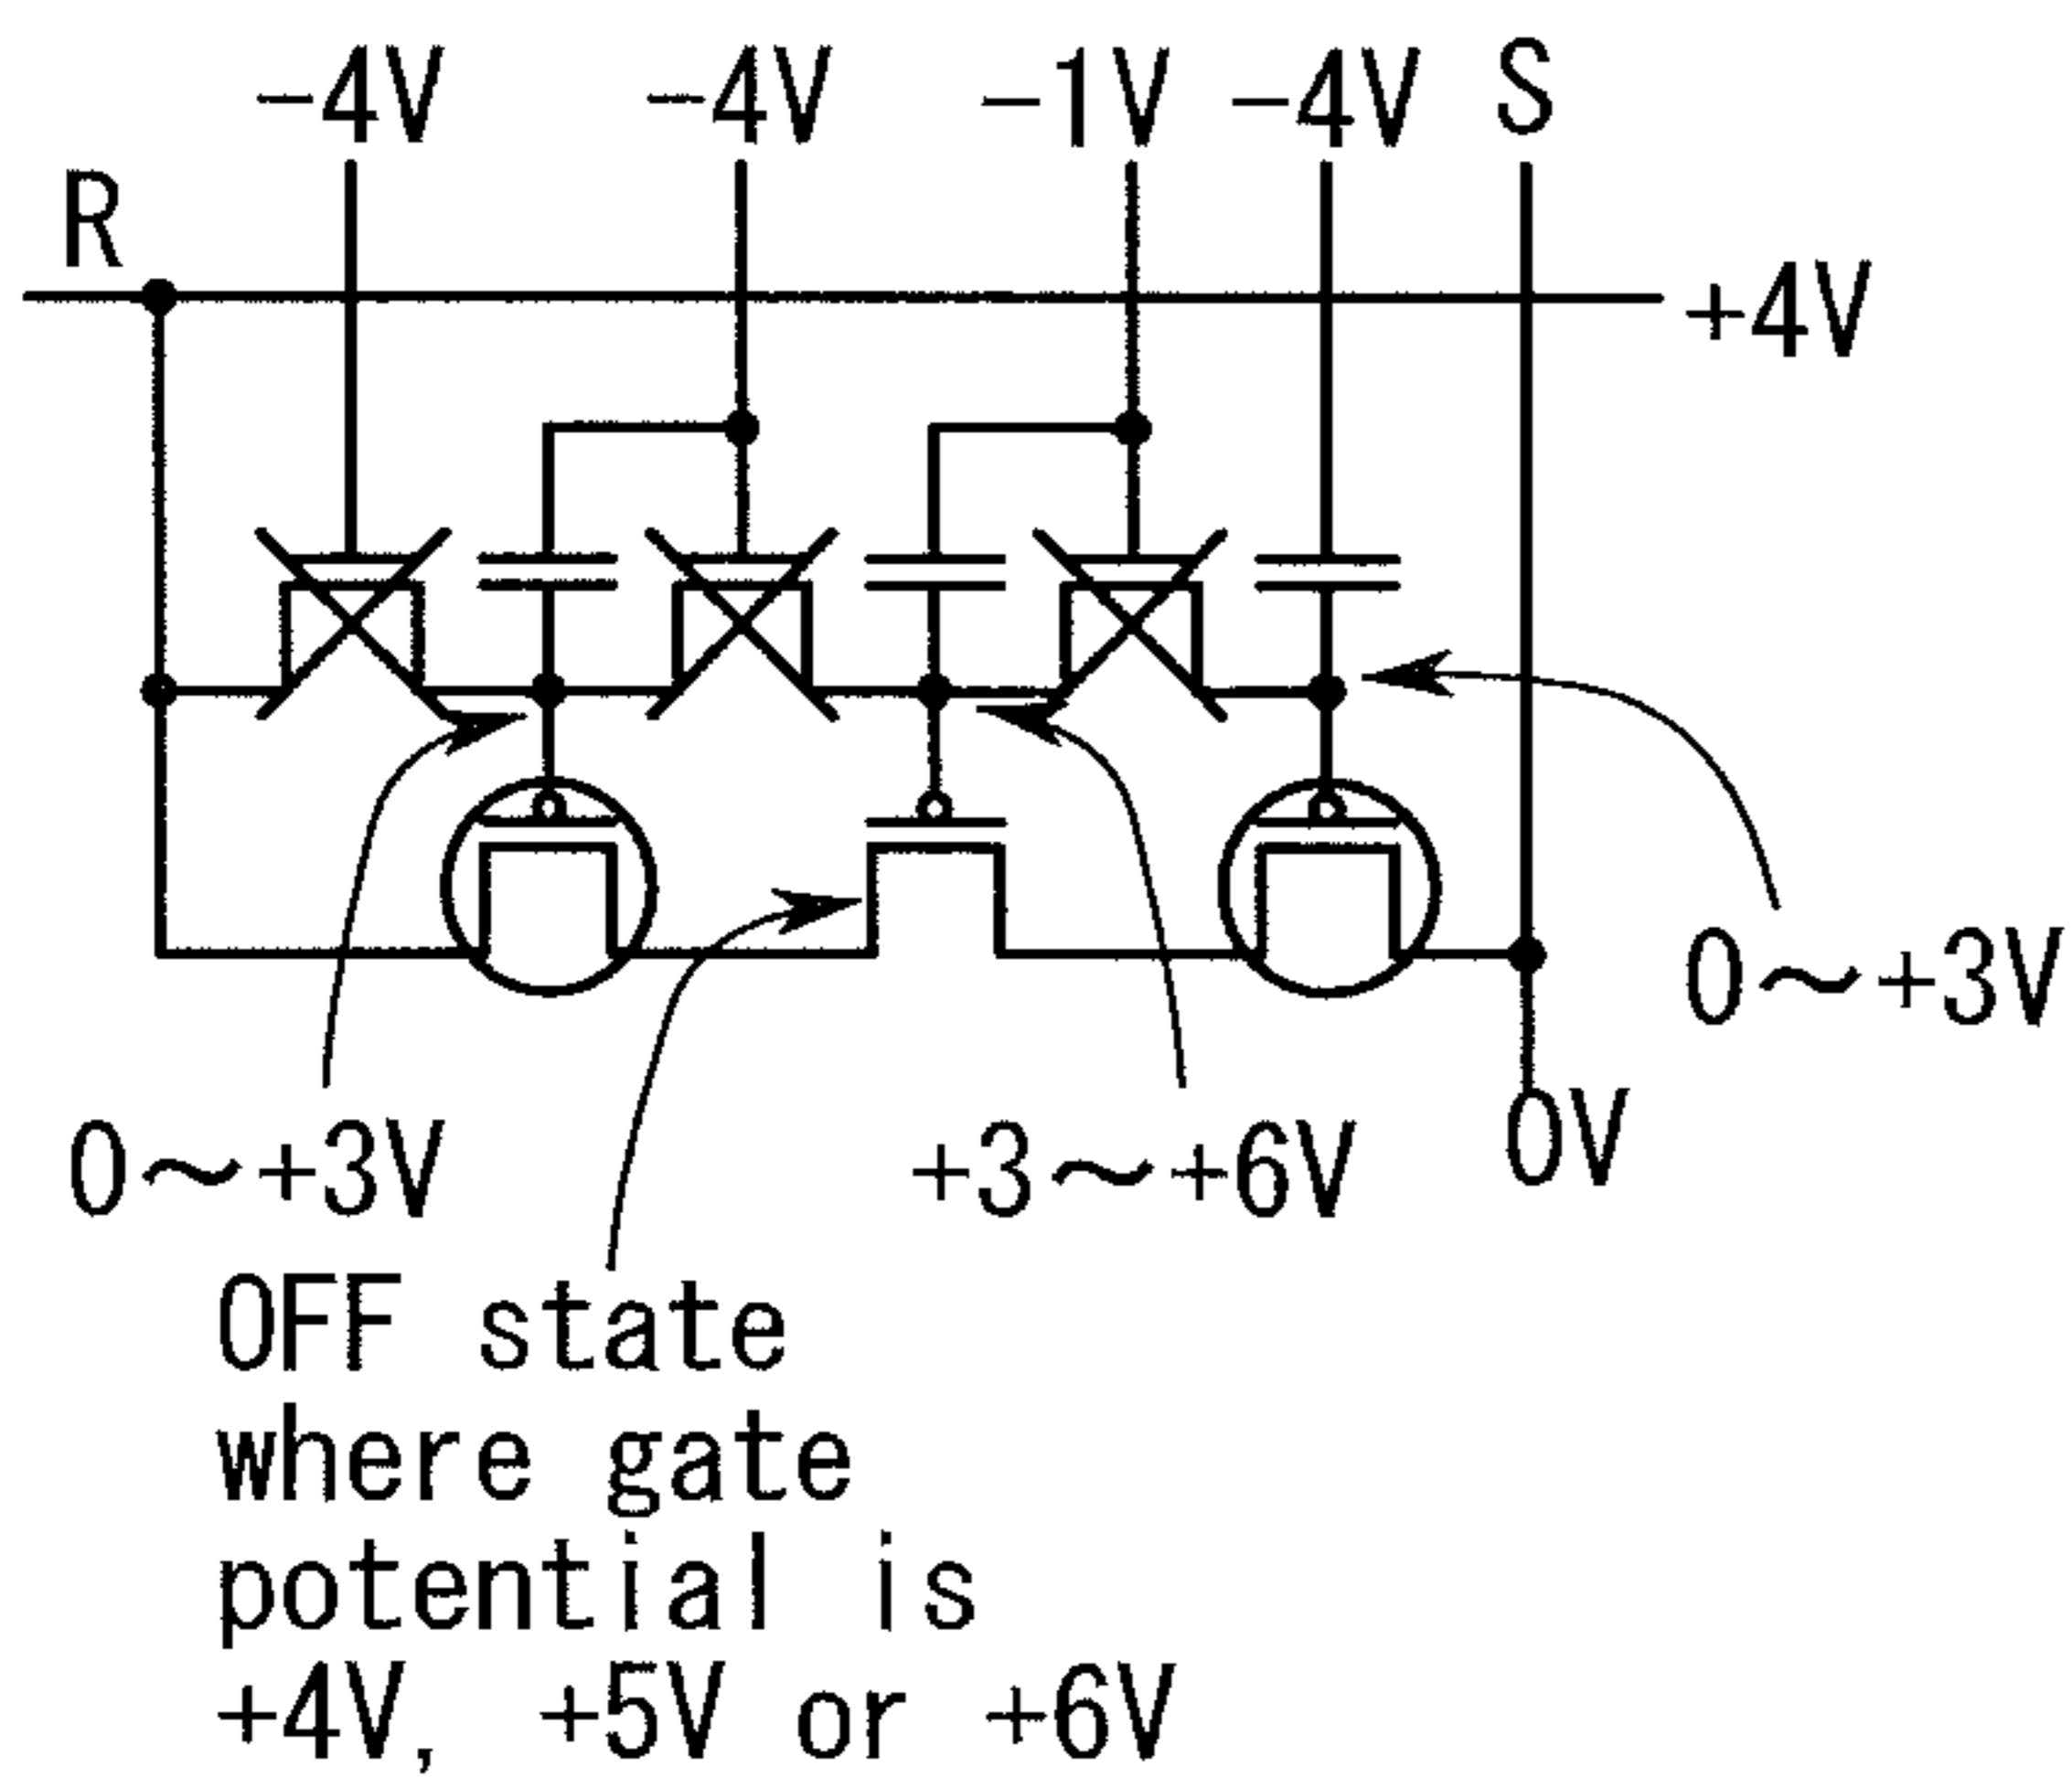 −4V −4V −1V −4V S
R
+4V
0〜+3V
0〜+3V +3〜+6V 0V
OFF state
where gate
potential is
+4V, +5V or +6V